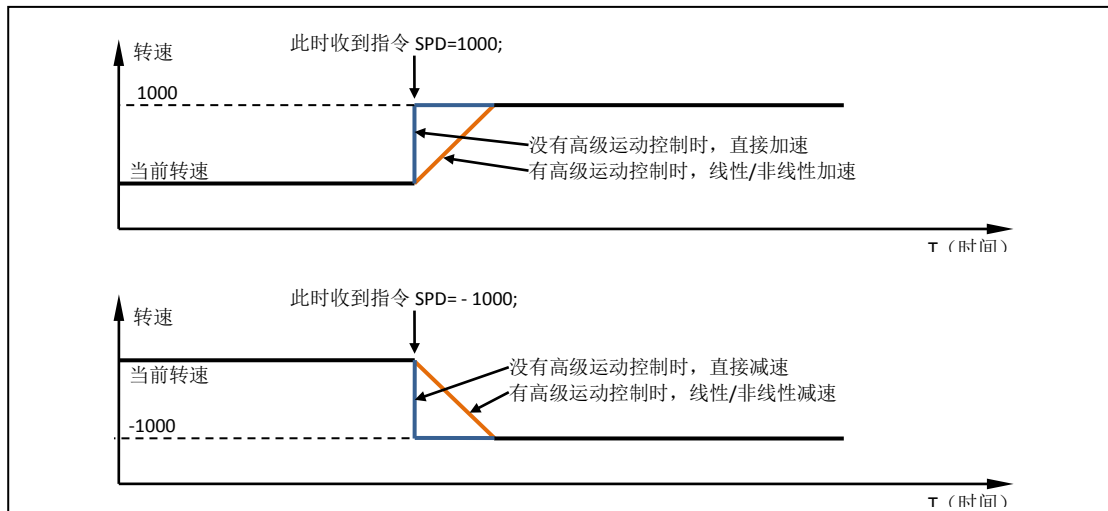 此时收到指令 SPD=1000;
转速
1000
没有高级运动控制时，直接加速
有高级运动控制时，线性/非线性加速
当前转速
T（时间）
此时收到指令 SPD= - 1000;
转速
没有高级运动控制时，直接减速
当前转速
有高级运动控制时，线性/非线性减速
-1000
T（时间）